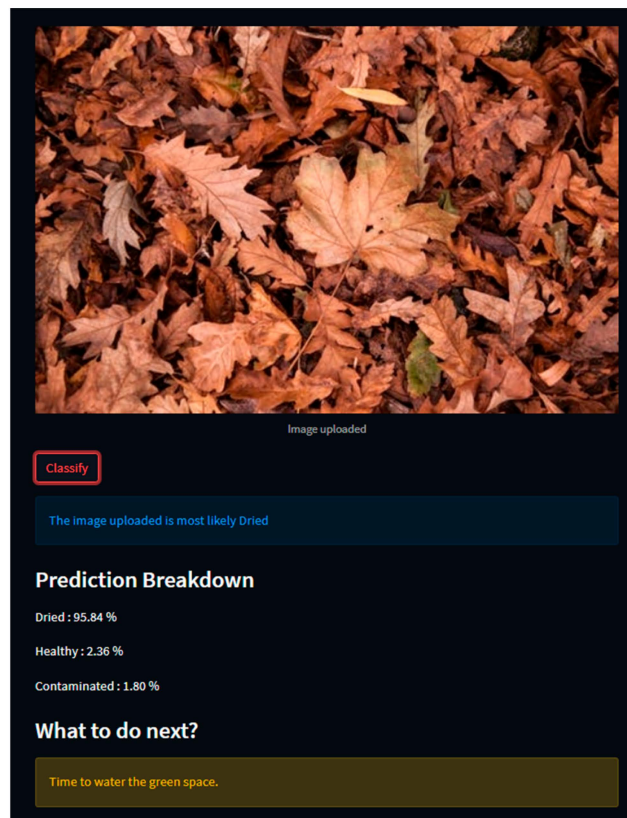 Image uploaded
Classify
The image uploaded is most likely Dried
Prediction Breakdown
Dried : 95.84 %
Healthy : 2.36 %
Contaminated : 1.80 %
What to do next?
Time to water the green space.